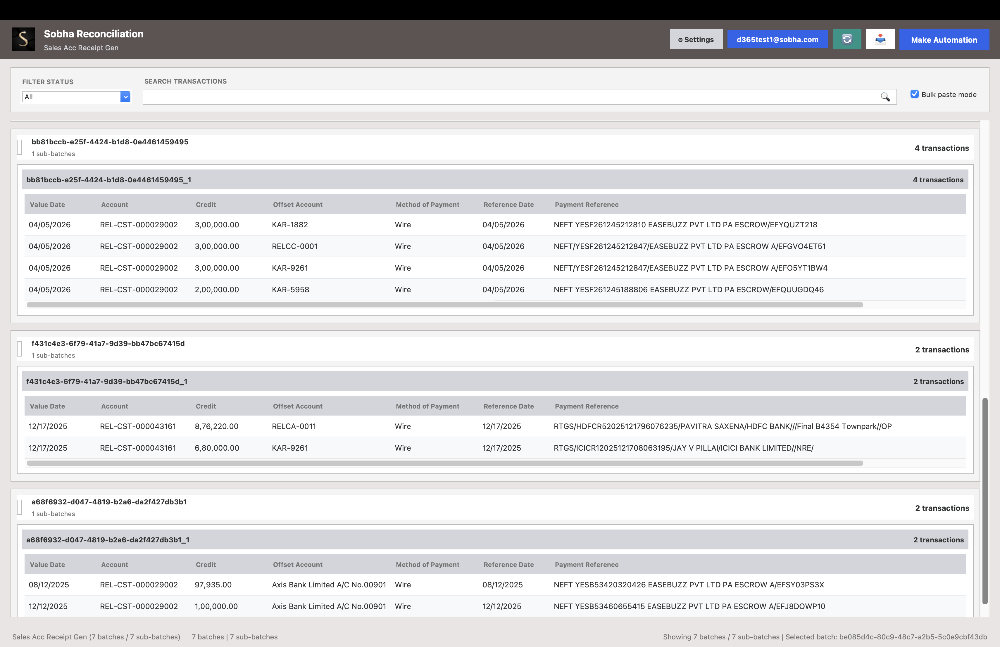 Sobha Reconciliation
Sales Acc Receipt Gen
⚙ Settings
d365test1@sobha.com
Make Automation
FILTER STATUS
SEARCH TRANSACTIONS
All
Bulk paste mode
bb81bccb-e25f-4424-b1d8-0e4461459495
1 sub-batches
4 transactions
bb81bccb-e25f-4424-b1d8-0e4461459495_1 4 transactions
Value Date Account Credit Offset Account Method of Payment Reference Date Payment Reference
04/05/2026 REL-CST-000029002 3,00,000.00 KAR-1882 Wire 04/05/2026 NEFT YESF261245212810 EASEBUZZ PVT LTD PA ESCROW/EFYQUZT218
04/05/2026 REL-CST-000029002 3,00,000.00 RELCC-0001 Wire 04/05/2026 NEFT/YESF261245212847/EASEBUZZ PVT LTD PA ESCROW A/EFGVO4ET51
04/05/2026 REL-CST-000029002 3,00,000.00 KAR-9261 Wire 04/05/2026 NEFT/YESF261245212847/EASEBUZZ PVT LTD PA ESCROW A/EFO5YT1BW4
04/05/2026 REL-CST-000029002 2,00,000.00 KAR-5958 Wire 04/05/2026 NEFT YESF261245188806 EASEBUZZ PVT LTD PA ESCROW/EFQUUGDQ46
f431c4e3-6f79-41a7-9d39-bb47bc67415d
1 sub-batches
2 transactions
f431c4e3-6f79-41a7-9d39-bb47bc67415d_1 2 transactions
Value Date Account Credit Offset Account Method of Payment Reference Date Payment Reference
12/17/2025 REL-CST-000043161 8,76,220.00 RELCA-0011 Wire 12/17/2025 RTGS/HDFCR52025121796076235/PAVITRA SAXENA/HDFC BANK///Final B4354 Townpark//OP
12/17/2025 REL-CST-000043161 6,80,000.00 KAR-9261 Wire 12/17/2025 RTGS/ICICR12025121708063195/JAY V PILLAI/ICICI BANK LIMITED//NRE/
a68f6932-d047-4819-b2a6-da2f427db3b1
1 sub-batches
2 transactions
a68f6932-d047-4819-b2a6-da2f427db3b1_1 2 transactions
Value Date Account Credit Offset Account Method of Payment Reference Date Payment Reference
08/12/2025 REL-CST-000029002 97,935.00 Axis Bank Limited A/C No.00901 Wire 08/12/2025 NEFT YESB53420320426 EASEBUZZ PVT LTD PA ESCROW A/EFSY03PS3X
12/12/2025 REL-CST-000029002 1,00,000.00 Axis Bank Limited A/C No.00901 Wire 12/12/2025 NEFT YESB53460655415 EASEBUZZ PVT LTD PA ESCROW A/EFJ8DOWP10
Sales Acc Receipt Gen (7 batches / 7 sub-batches) 7 batches | 7 sub-batches Showing 7 batches / 7 sub-batches | Selected batch: be085d4c-80c9-48c7-a2b5-5c0e9cbf43db